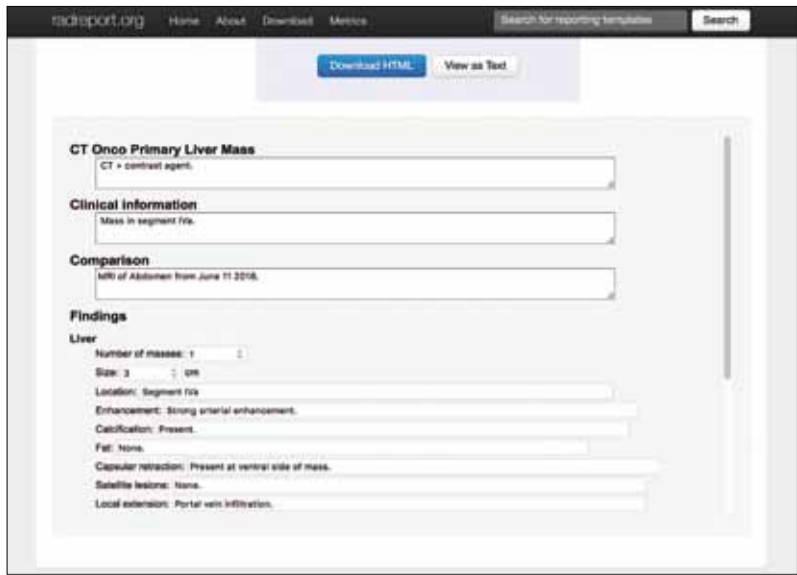 radreport.org Home About Download Metrics Search for reporting templates Search
Download HTML View as Text
CT Onco Primary Liver Mass
CT + contrast agent.
Clinical information
Mass in segment IVa.
Comparison
MRI of Abdomen from June 11 2016.
Findings
Liver
Number of masses: 1
Size: 3 cm
Location: Segment IVa
Enhancement: Strong arterial enhancement.
Calcification: Present.
Fat: None.
Capsular retraction: Present at ventral side of mass.
Satellite lesions: None.
Local extension: Portal vein infiltration.